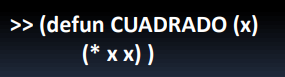 >> (defun CUADRADO (x)
(* x x) )